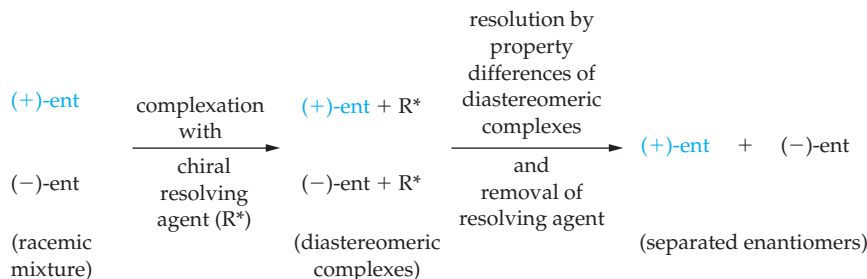 (+)-ent
(−)-ent
(racemic
mixture)
complexation
with
chiral
resolving
agent (R*)
(+)-ent + R*
(−)-ent + R*
(diastereomeric
complexes)
resolution by
property
differences of
diastereomeric
complexes
and
removal of
resolving agent
(+)-ent + (−)-ent
(separated enantiomers)